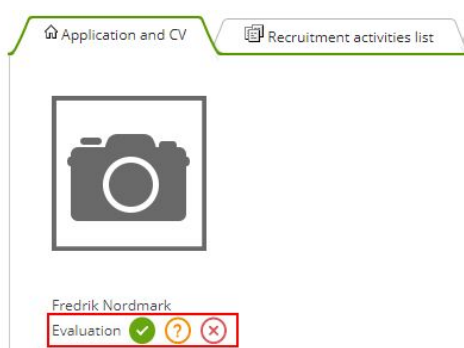 Application and CV
Recruitment activities list
Fredrik Nordmark
Evaluation ?